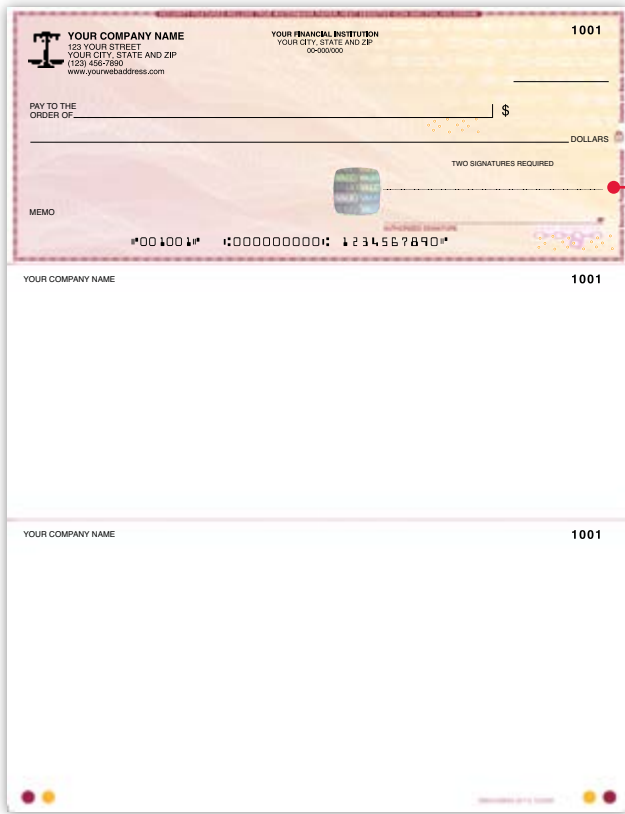 1001
YOUR COMPANY NAME
123 YOUR STREET
YOUR CITY, STATE AND ZIP
(123) 456-7890
www.yourwebaddress.com
YOUR FINANCIAL INSTITUTION
YOUR CITY, STATE AND ZIP
00-000/000
PAY TO THE
ORDER OF
$
DOLLARS
TWO SIGNATURES REQUIRED
AUTHORIZED SIGNATURE
MEMO
⑈001001⑈ ⑆000000000⑆ 1234567890⑈
YOUR COMPANY NAME 1001
YOUR COMPANY NAME 1001